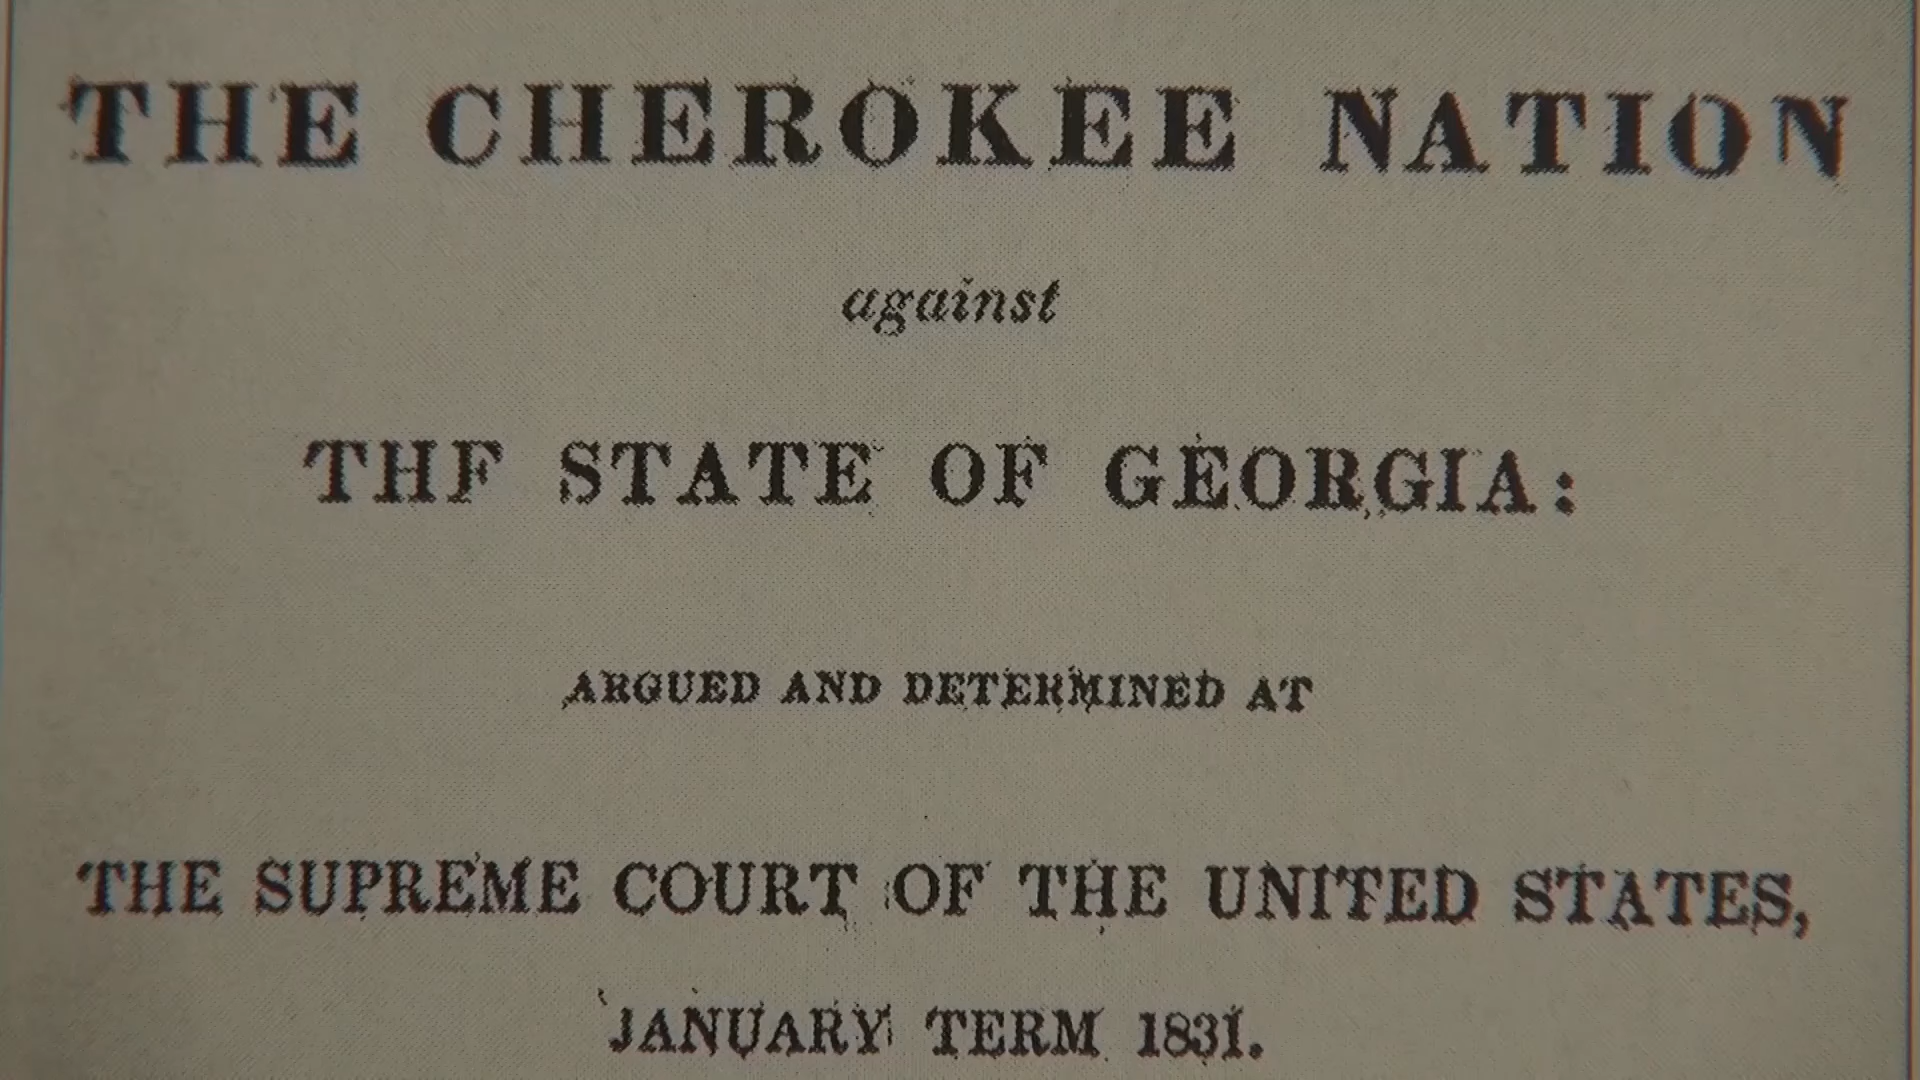 THE CHEROKEE NATION
against
THF STATE OF GEORGIA:
ARGUED AND DETERMINED AT
THE SUPREME COURT OF THE UNITED STATES,
JANUARY TERM 1831.